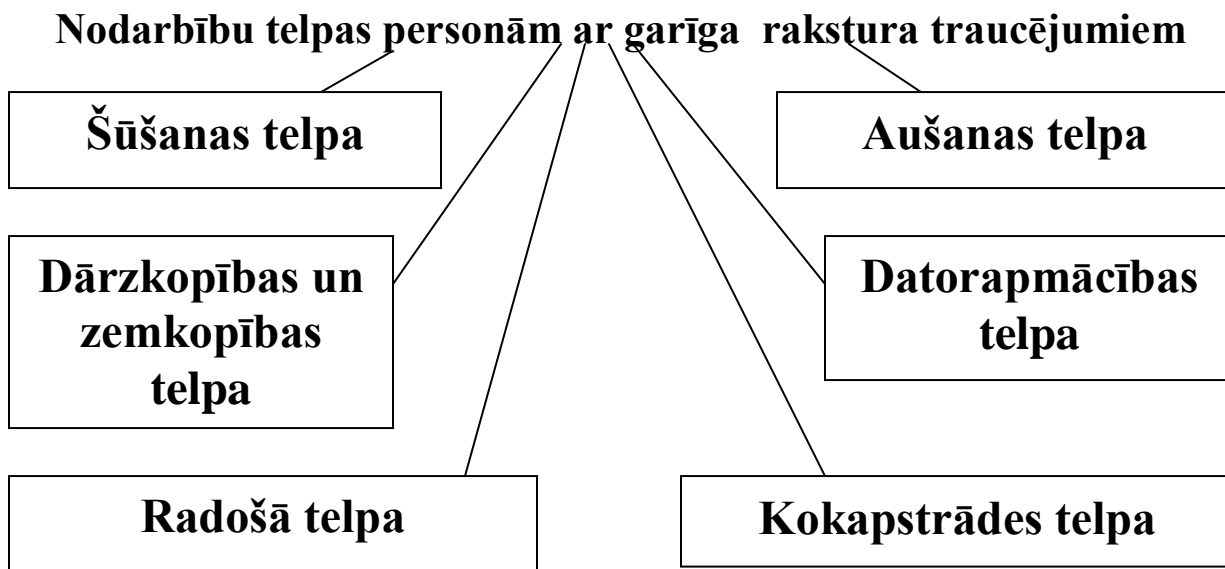 Nodarbību telpas personām ar garīga rakstura traucējumiem
Šūšanas telpa
Aušanas telpa
Dārzkopības un
zemkopības
telpa
Datorapmācības
telpa
Radošā telpa
Kokapstrādes telpa